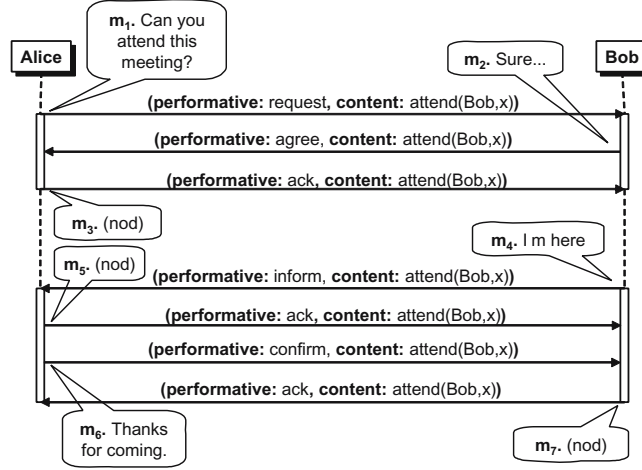 m1. Can you
attend this
meeting?
Alice
Bob
m2. Sure...
(performative: request, content: attend(Bob,x))
(performative: agree, content: attend(Bob,x))
(performative: ack, content: attend(Bob,x))
m3. (nod)
m4. I m here
m5. (nod)
(performative: inform, content: attend(Bob,x))
(performative: ack, content: attend(Bob,x))
(performative: confirm, content: attend(Bob,x))
(performative: ack, content: attend(Bob,x))
m6. Thanks
for coming.
m7. (nod)